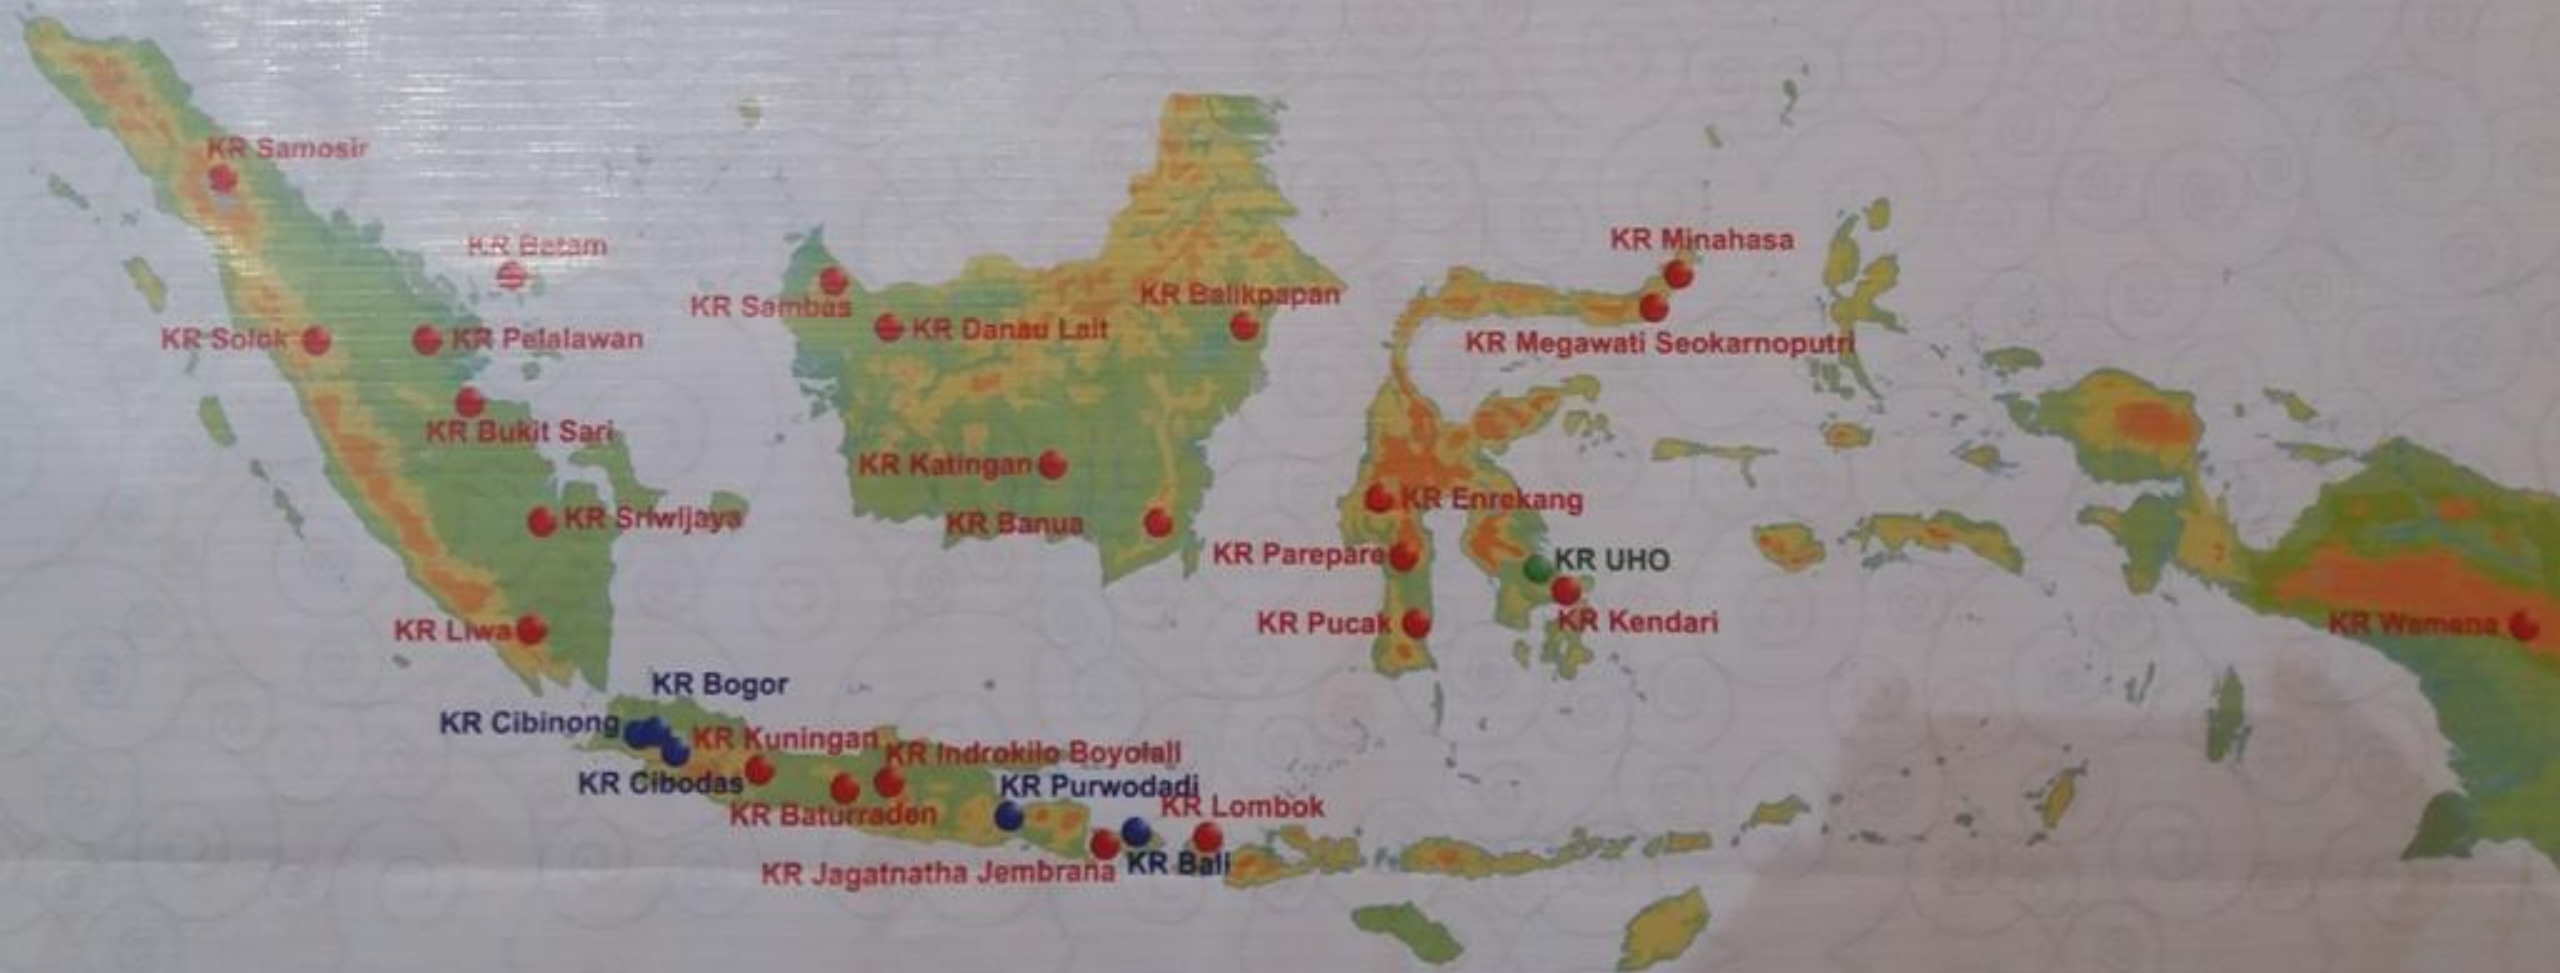 KR Samosir
KR Batam
KR Minahasa
KR Sambas
KR Balikpapan
KR Solok
KR Pelalawan
KR Danau Lait
KR Megawati Seokarnoputri
KR Bukit Sari
KR Katingan
KR Enrekang
KR Sriwijaya
KR Banua
KR Parepare
KR UHO
KR Liwa
KR Pucak
KR Kendari
KR Wamena
KR Bogor
KR Cibinong
KR Kuningan
KR Indrokilo Boyolali
KR Cibodas
KR Purwodadi
KR Baturraden
KR Lombok
KR Jagatnatha Jembrana
KR Bali